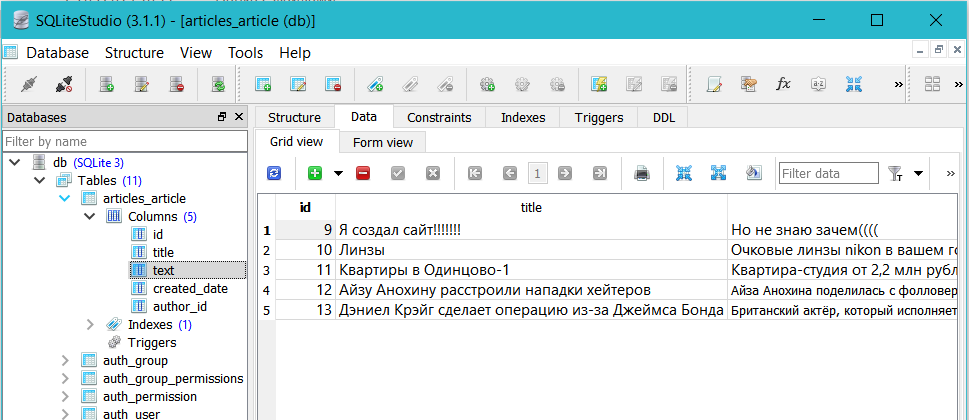 SQLiteStudio (3.1.1) - [articles_article (db)]
Database Structure View Tools Help
Databases
Filter by name
db (SQLite 3)
Tables (11)
articles_article
Columns (5)
id
title
text
created_date
author_id
Indexes (1)
Triggers
auth_group
auth_group_permissions
auth_permission
auth_user
Structure Data Constraints Indexes Triggers DDL
Grid view Form view
1 Filter data
id title
1 9 Я создал сайт!!!!!!! Но не знаю зачем((((
2 10 Линзы Очковые линзы nikon в вашем
3 11 Квартиры в Одинцово-1 Квартира-студия от 2,2 млн
4 12 Айзу Анохину расстроили нападки хейтеров Айза Анохина поделилась с
5 13 Дэниел Крэйг сделает операцию из-за Джеймса Бонда Британский актёр, который исполняет